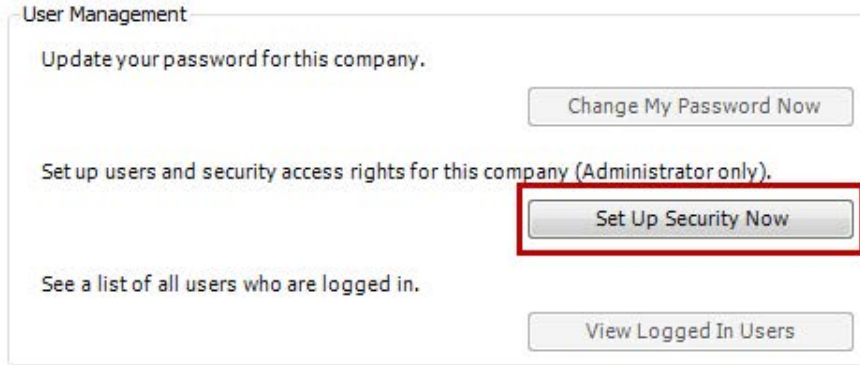 User Management
Update your password for this company.
Change My Password Now
Set up users and security access rights for this company (Administrator only).
Set Up Security Now
See a list of all users who are logged in.
View Logged In Users